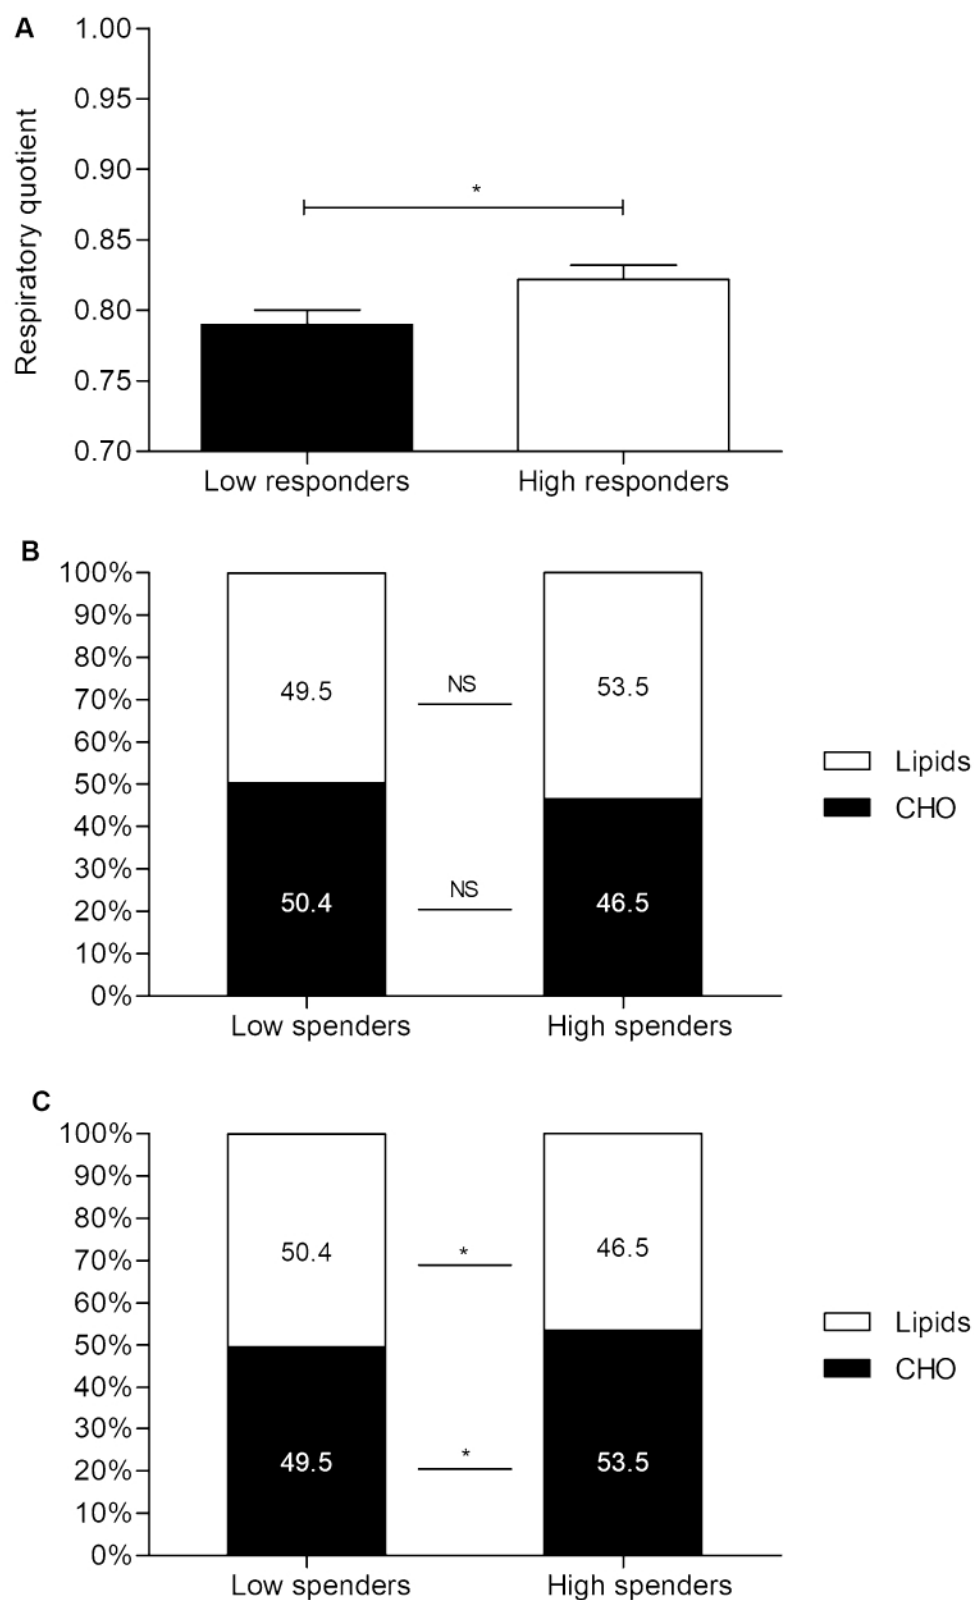 A
1.00
0.95
0.90
0.85
0.80
0.75
0.70
Respiratory quotient
*
Low responders High responders
B
100%
90%
80%
70%
60%
50%
40%
30%
20%
10%
0%
49.5 NS 53.5
50.4 NS 46.5
Lipids
CHO
Low spenders High spenders
C
100%
90%
80%
70%
60%
50%
40%
30%
20%
10%
0%
50.4 * 46.5
49.5 * 53.5
Lipids
CHO
Low spenders High spenders